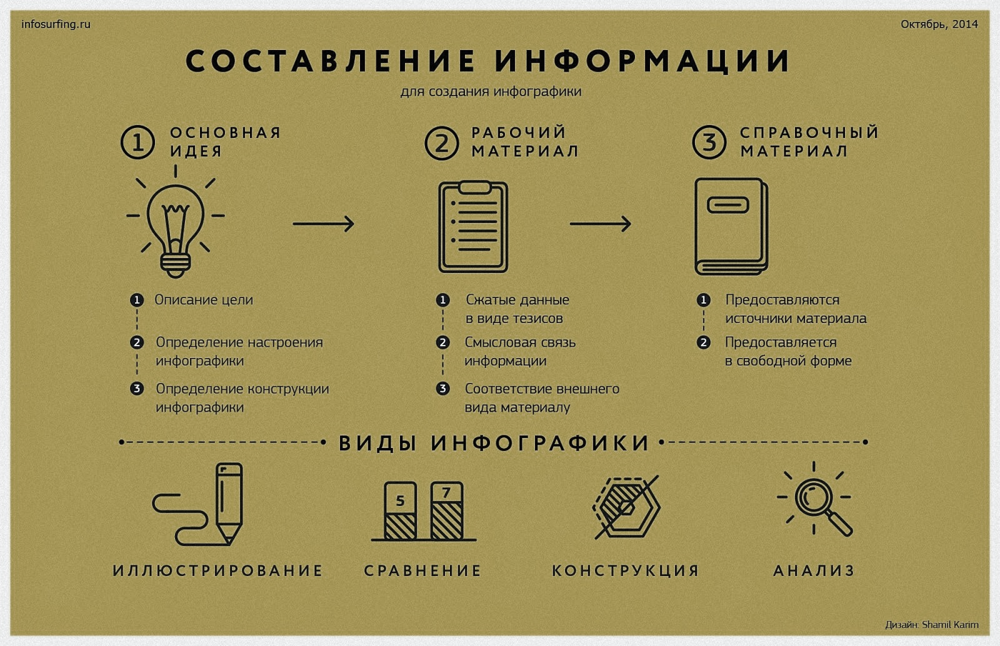 infosurfing.ru
Октябрь, 2014
СОСТАВЛЕНИЕ ИНФОРМАЦИИ
для создания инфографики
1 ОСНОВНАЯ
ИДЕЯ
2 РАБОЧИЙ
МАТЕРИАЛ
3 СПРАВОЧНЫЙ
МАТЕРИАЛ
1 Описание цели
2 Определение настроения
инфографики
3 Определение конструкции
инфографики
1 Сжатые данные
в виде тезисов
2 Смысловая связь
информации
3 Соответствие внешнего
вида материалу
1 Предоставляются
источники материала
2 Предоставляется
в свободной форме
ВИДЫ ИНФОГРАФИКИ
5
7
ИЛЛЮСТРИРОВАНИЕ
СРАВНЕНИЕ
КОНСТРУКЦИЯ
АНАЛИЗ
Дизайн: Shamil Karim